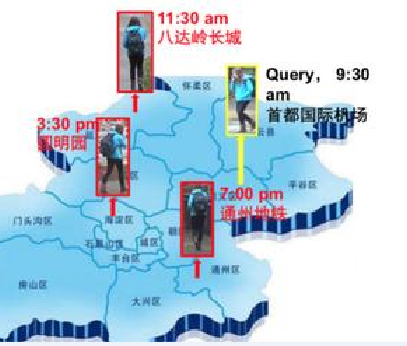 11:30 am
八达岭长城
Query， 9:30
am
首都国际机场
怀柔区
云县
3:30 pm
圆明园
区
7:00 pm
通州地铁
平谷区
门头沟区
海淀区
石景山区
城区
丰台区
通州区
房山区
大兴区